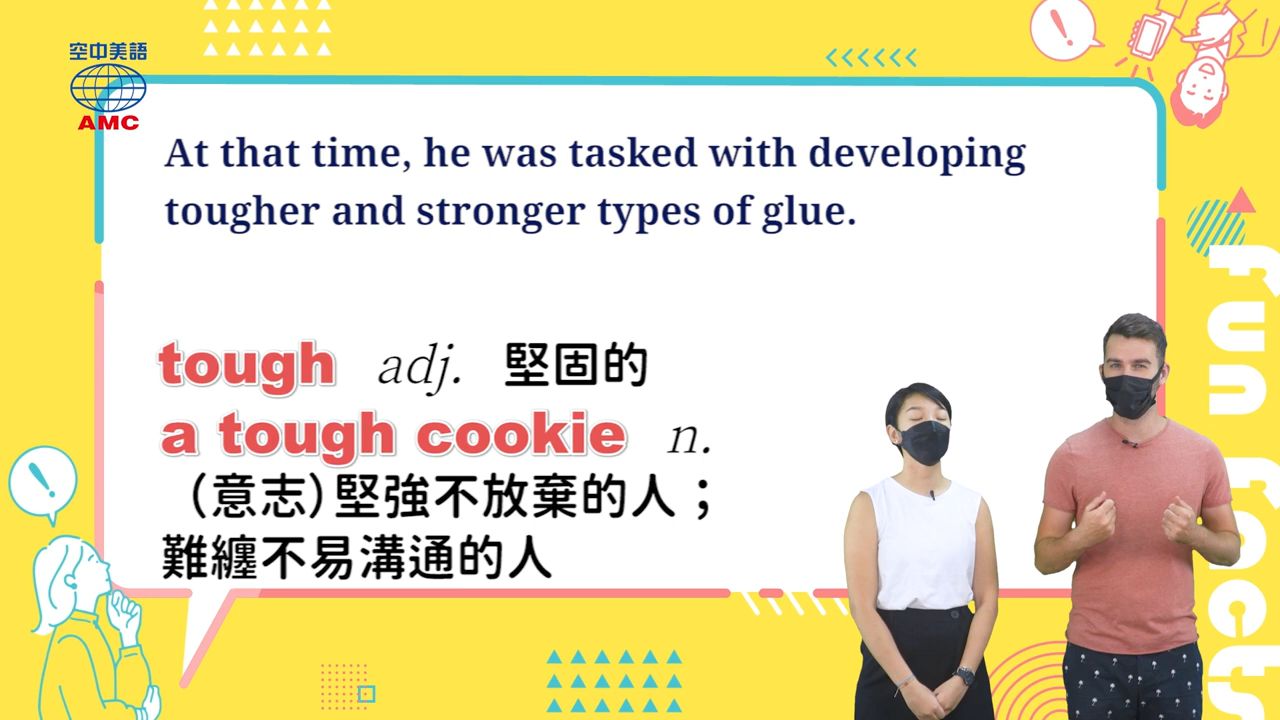 空中美語
AMC
At that time, he was tasked with developing
tougher and stronger types of glue.
tough adj. 堅固的
a tough cookie n.
(意志)堅強不放棄的人；
難纏不易溝通的人
fun facts